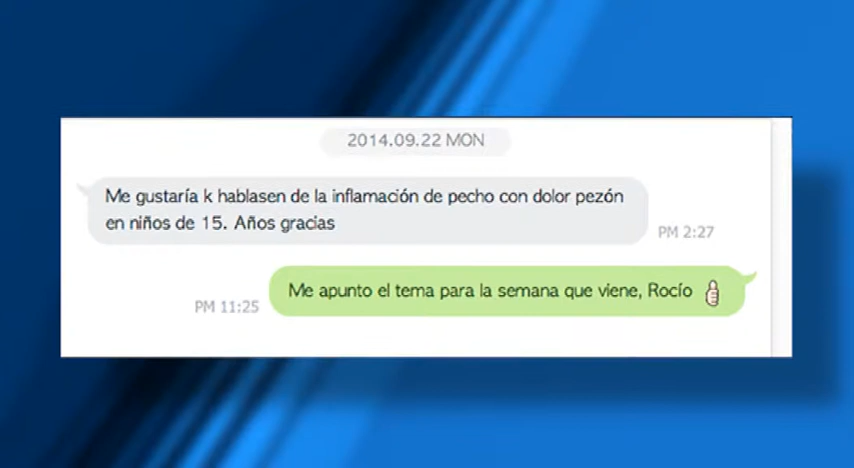 2014.09.22 MON
Me gustaría k hablasen de la inflamación de pecho con dolor pezón
en niños de 15. Años gracias
PM 2:27
Me apunto el tema para la semana que viene, Rocío
PM 11:25